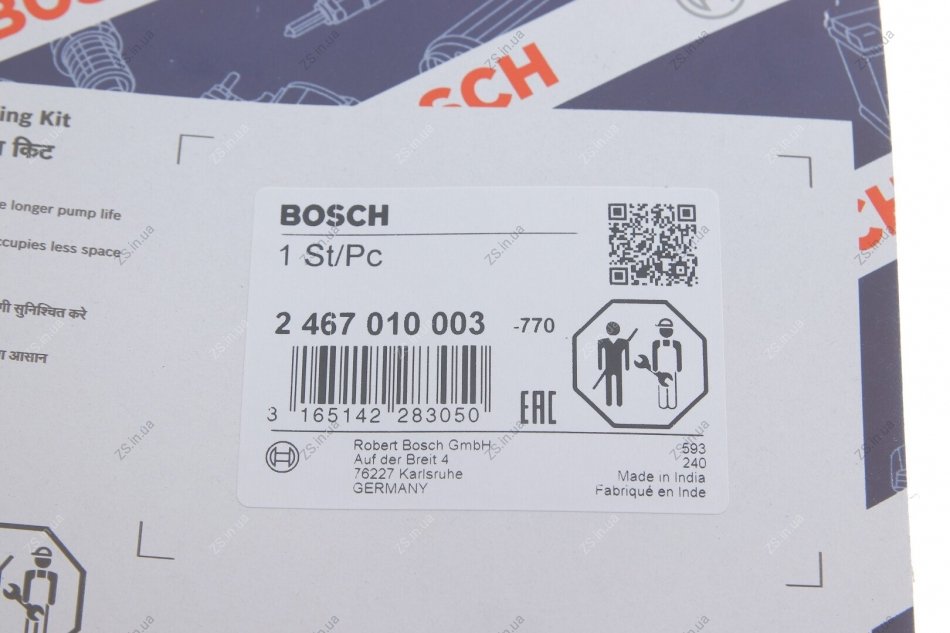 BOSCH
BOSCH
ing Kit
किट
longer pump life
occupies less space
सुनिश्चित करे
आसान
BOSCH
1 St/Pc
2 467 010 003 -770
3 165142 283050
EAC
Robert Bosch GmbH
Auf der Breit 4
76227 Karlsruhe
GERMANY
593
240
Made in India
Fabriqué en Inde
ZS.in.ua